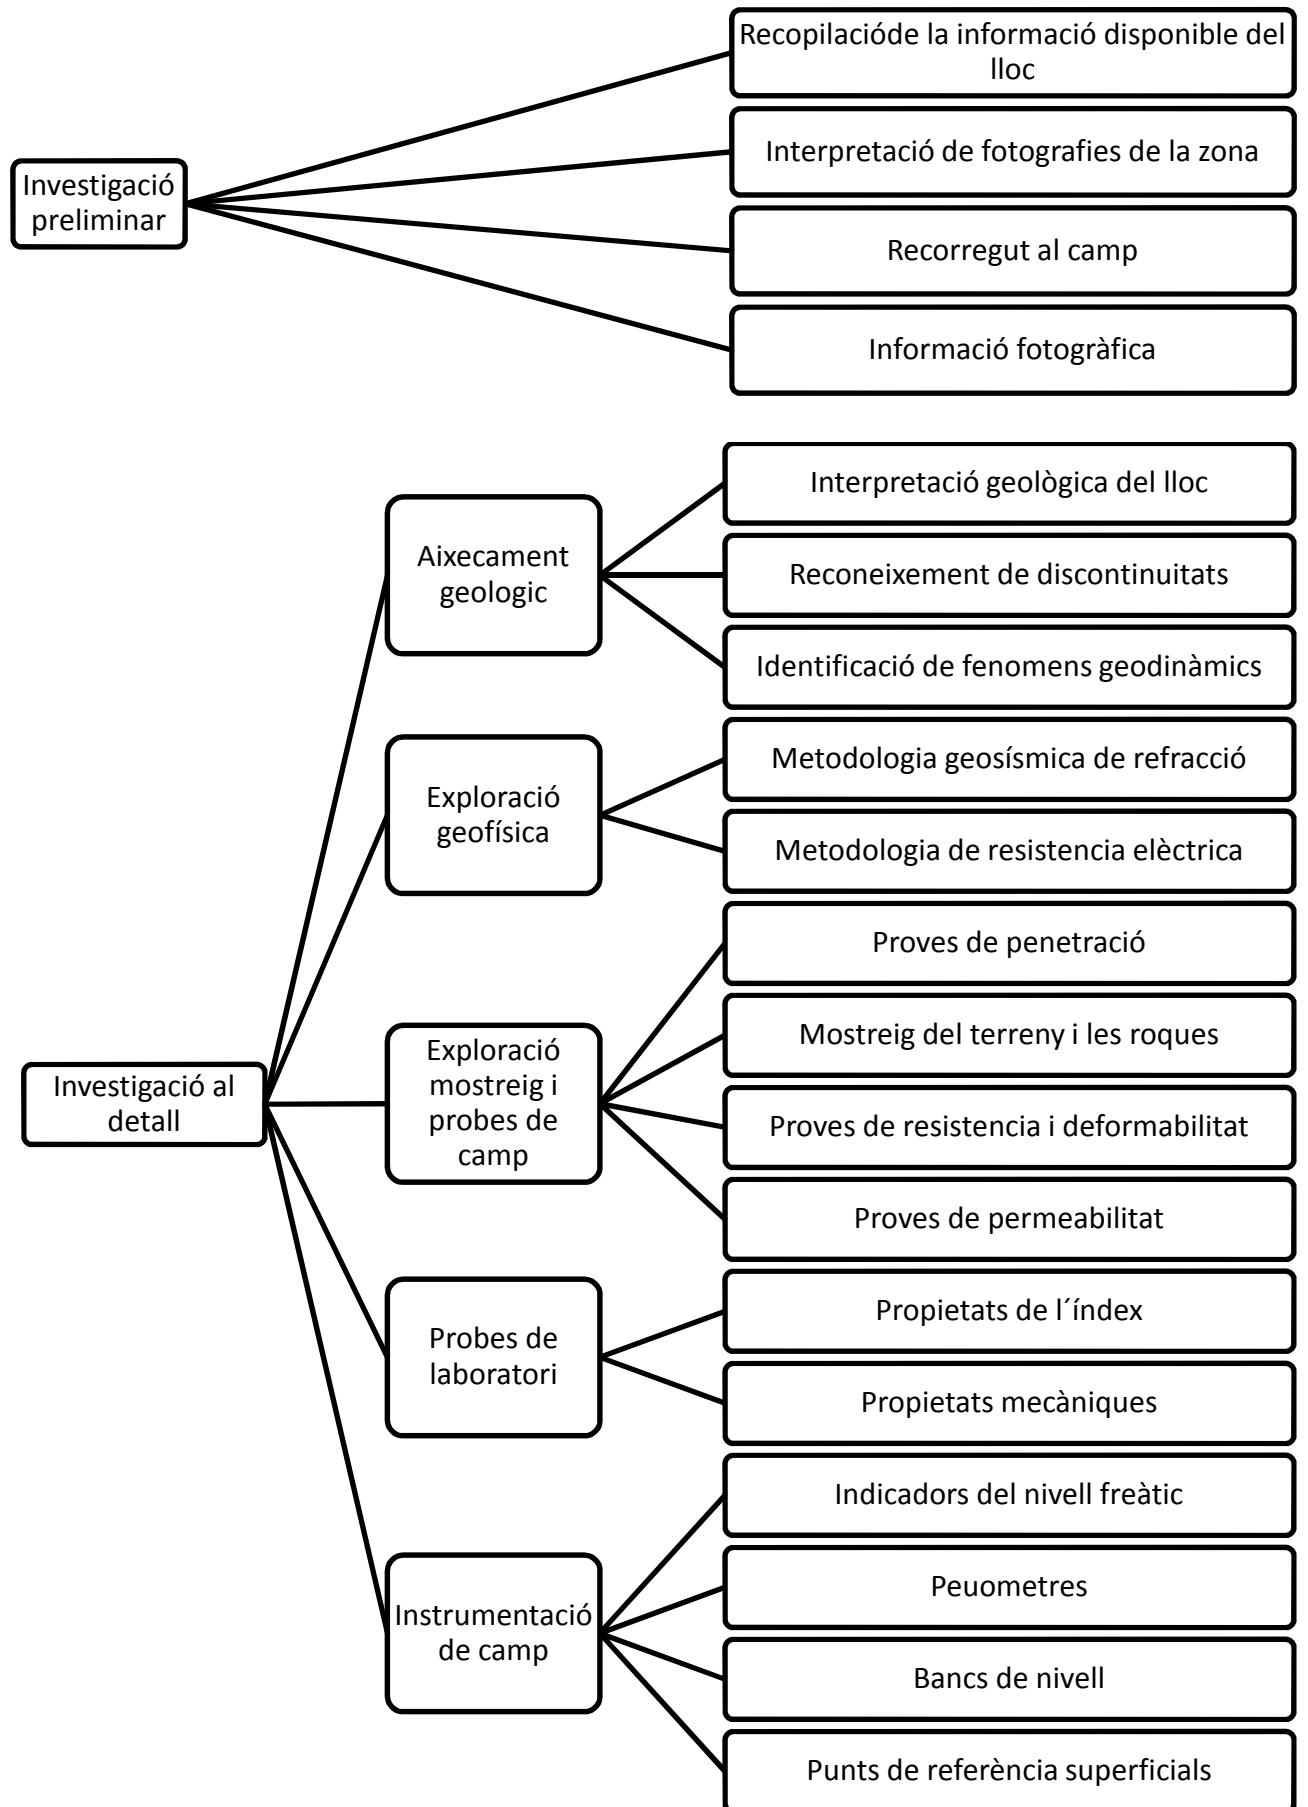 Recopilacióde la informació disponible del
lloc
Interpretació de fotografies de la zona
Investigació
preliminar
Recorregut al camp
Informació fotogràfica
Interpretació geològica del lloc
Aixecament
geologic
Reconeixement de discontinuitats
Identificació de fenomens geodinàmics
Metodologia geosísmica de refracció
Exploració
geofísica
Metodologia de resistencia elèctrica
Proves de penetració
Mostreig del terreny i les roques
Investigació al
detall
Exploració
mostreig i
probes de
camp
Proves de resistencia i deformabilitat
Proves de permeabilitat
Propietats de l´índex
Probes de
laboratori
Propietats mecàniques
Indicadors del nivell freàtic
Peuometres
Instrumentació
de camp
Bancs de nivell
Punts de referència superficials